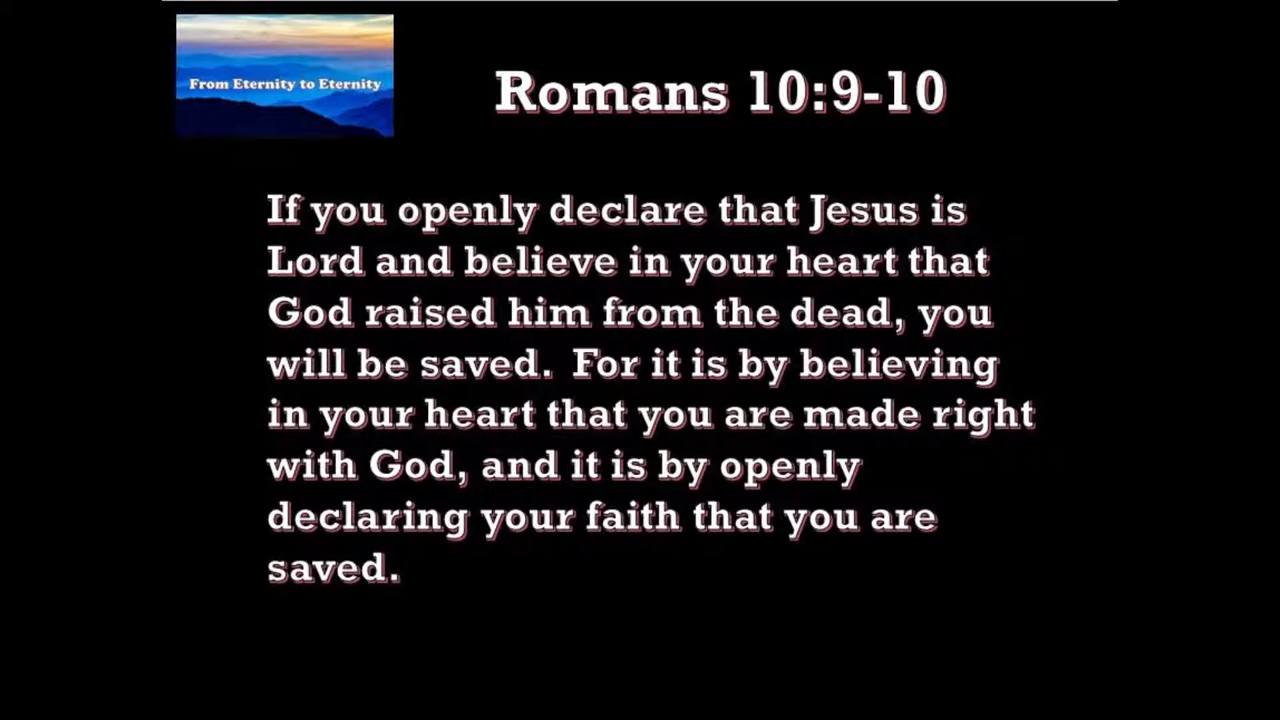 From Eternity to Eternity
Romans 10:9-10
If you openly declare that Jesus is
Lord and believe in your heart that
God raised him from the dead, you
will be saved.  For it is by believing
in your heart that you are made right
with God, and it is by openly
declaring your faith that you are
saved.